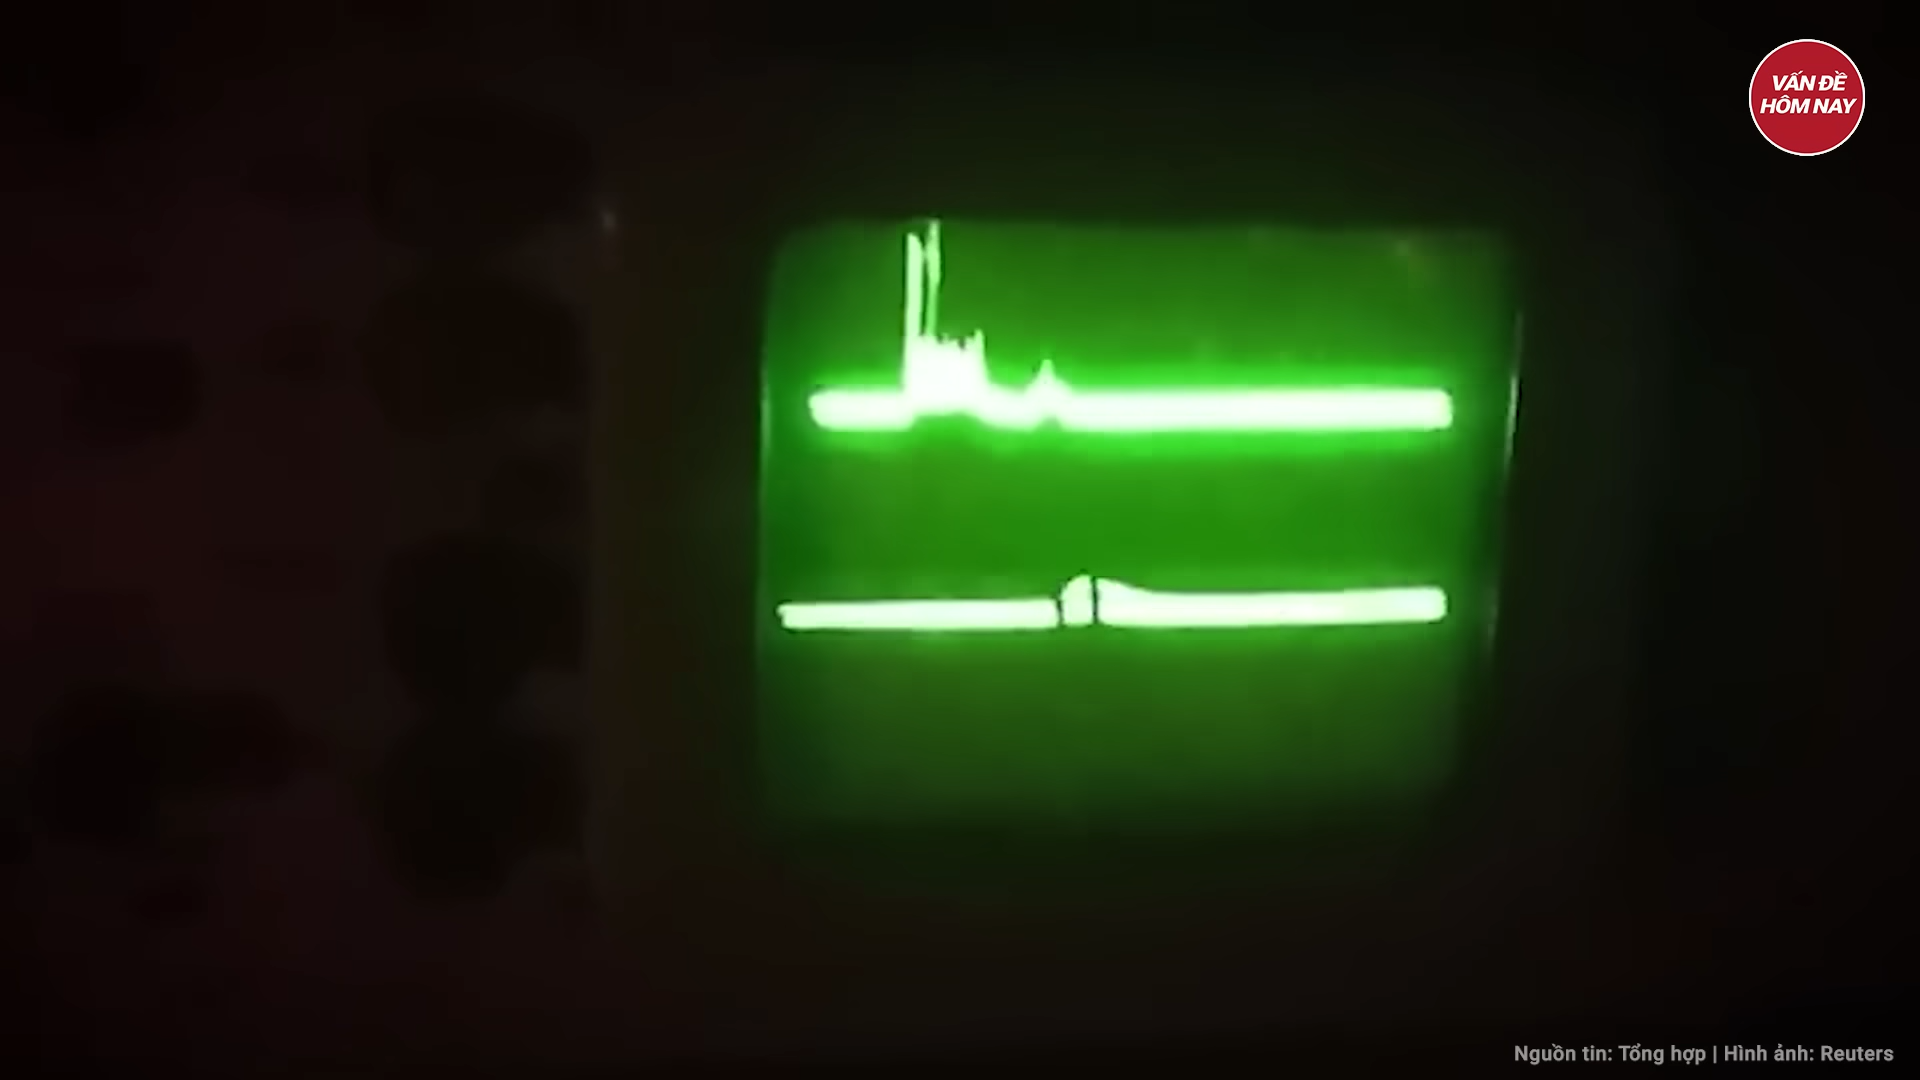 VẤN ĐỀ
HÔM NAY
Nguồn tin: Tổng hợp | Hình ảnh: Reuters